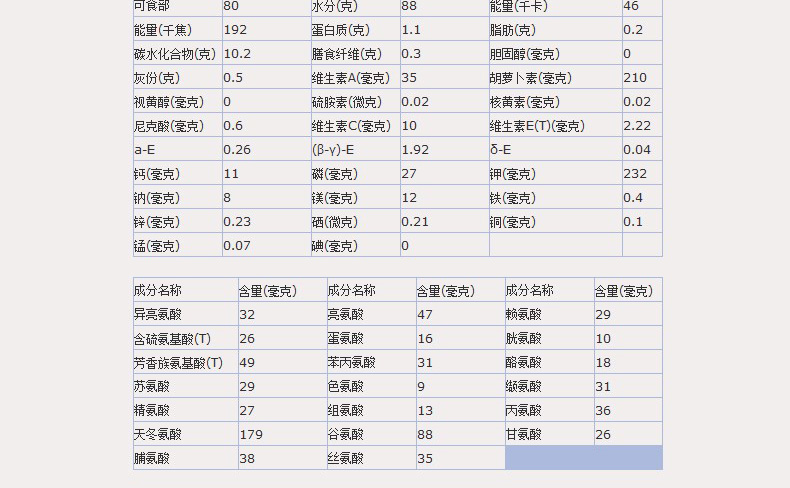 可食部 80 水分(克) 88 能量(千卡) 46
能量(千焦) 192 蛋白质(克) 1.1 脂肪(克) 0.2
碳水化合物(克) 10.2 膳食纤维(克) 0.3 胆固醇(毫克) 0
灰份(克) 0.5 维生素A(毫克) 35 胡萝卜素(毫克) 210
视黄醇(毫克) 0 硫胺素(微克) 0.02 核黄素(毫克) 0.02
尼克酸(毫克) 0.6 维生素C(毫克) 10 维生素E(T)(毫克) 2.22
a-E 0.26 (β-γ)-E 1.92 δ-E 0.04
钙(毫克) 11 磷(毫克) 27 钾(毫克) 232
钠(毫克) 8 镁(毫克) 12 铁(毫克) 0.4
锌(毫克) 0.23 硒(微克) 0.21 铜(毫克) 0.1
锰(毫克) 0.07 碘(毫克) 0
成分名称 含量(毫克) 成分名称 含量(毫克) 成分名称 含量(毫克)
异亮氨酸 32 亮氨酸 47 赖氨酸 29
含硫氨基酸(T) 26 蛋氨酸 16 胱氨酸 10
芳香族氨基酸(T) 49 苯丙氨酸 31 酪氨酸 18
苏氨酸 29 色氨酸 9 缬氨酸 31
精氨酸 27 组氨酸 13 丙氨酸 36
天冬氨酸 179 谷氨酸 88 甘氨酸 26
脯氨酸 38 丝氨酸 35